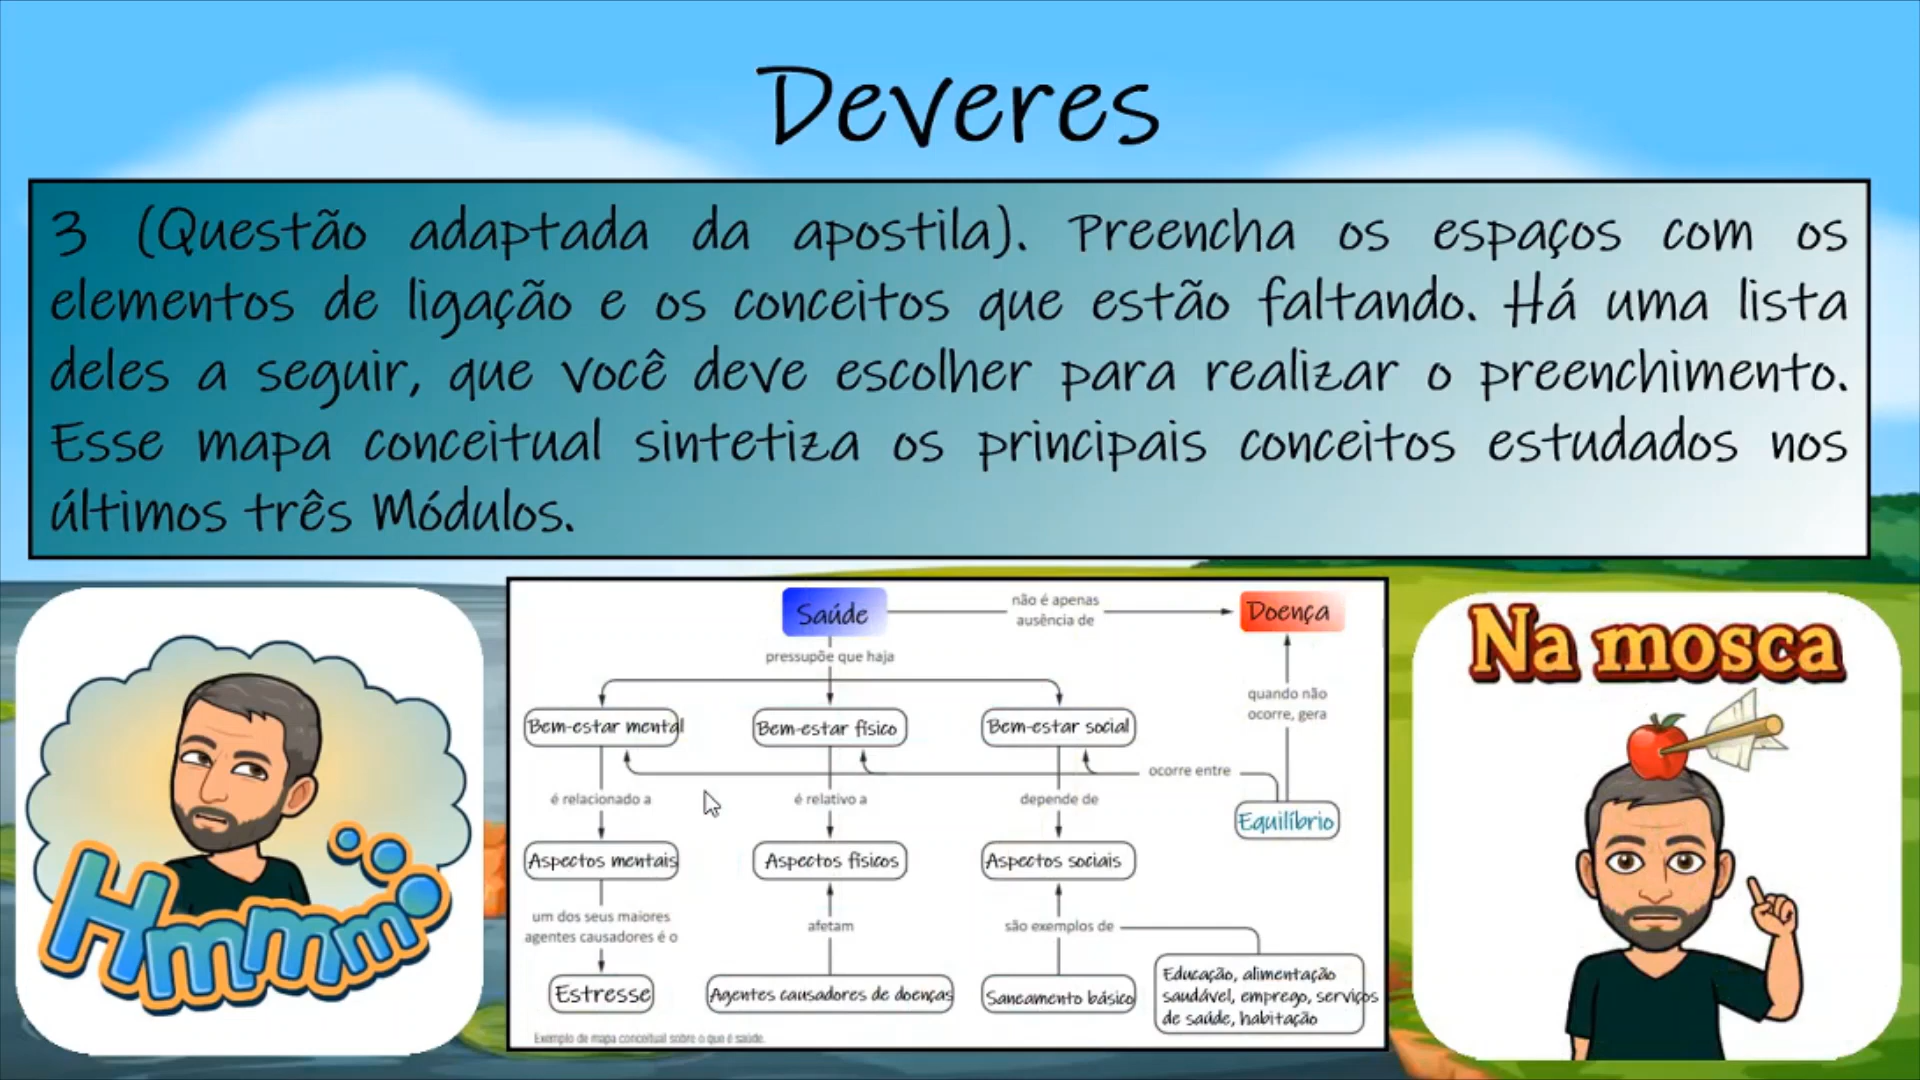 Deveres
3 (Questão adaptada da apostila). Preencha os espaços com os
elementos de ligação e os conceitos que estão faltando. Há uma lista
deles a seguir, que você deve escolher para realizar o preenchimento.
Esse mapa conceitual sintetiza os principais conceitos estudados nos
últimos três Módulos.
Hmmm
Saúde
não é apenas
ausência de
Doença
pressupõe que haja
quando não
ocorre, gera
Bem-estar mental
Bem-estar físico
Bem-estar social
ocorre entre
é relacionado a
é relativo a
depende de
Equilíbrio
Aspectos mentais
Aspectos físicos
Aspectos sociais
um dos seus maiores
agentes causadores é o
afetam
são exemplos de
Estresse
Agentes causadores de doenças
Saneamento básico
Educação, alimentação
saudável, emprego, serviços
de saúde, habitação
Exemplo de mapa conceitual sobre o que é saúde.
Na mosca